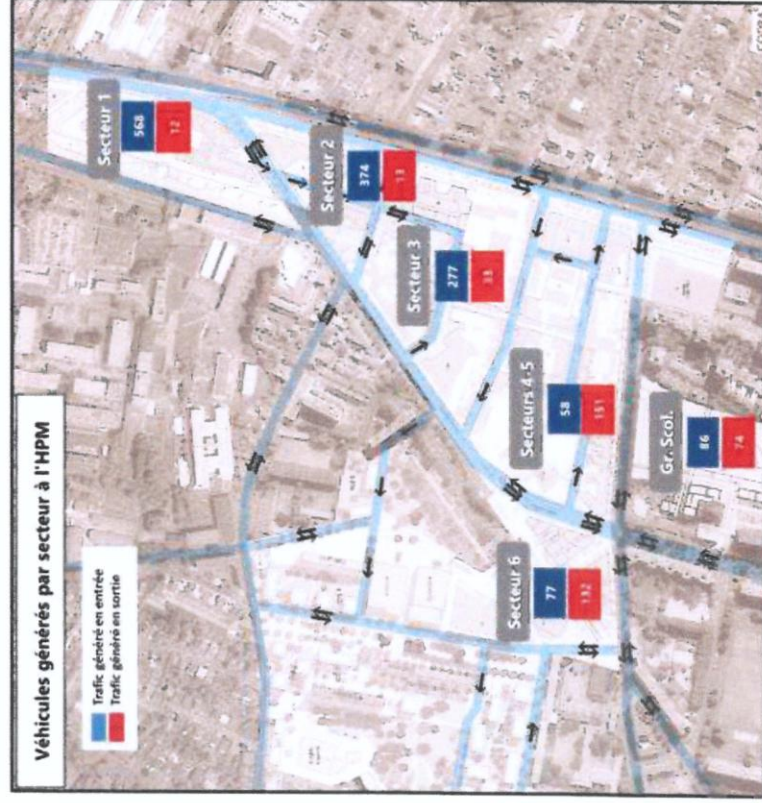 Véhicules générés par secteur à l'HPM
Trafic généré en entrée
Trafic généré en sortie
Secteur 1
568
12
Secteur 2
374
13
Secteur 3
277
33
Secteurs 4-5
58
151
Gr. Scol.
86
74
Secteur 6
77
132